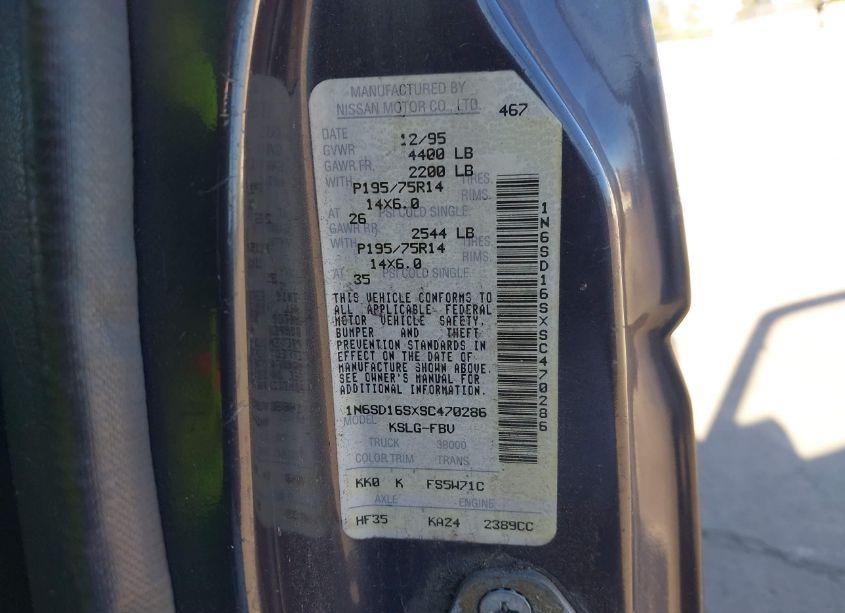 MANUFACTURED BY
NISSAN MOTOR CO., LTD. 467
DATE 12/95
GVWR 4400 LB
GAWR FR. 2200 LB
WITH P195/75R14 TIRES.
14X6.0 RIMS.
AT 26 PSI COLD SINGLE.
GAWR RR 2544 LB
WITH P195/75R14 TIRES.
14X6.0 RIMS.
AT 35 PSI COLD SINGLE.
THIS VEHICLE CONFORMS TO
ALL APPLICABLE FEDERAL
MOTOR VEHICLE SAFETY,
BUMPER AND THEFT
PREVENTION STANDARDS IN
EFFECT ON THE DATE OF
MANUFACTURE SHOWN ABOVE.
SEE OWNER'S MANUAL FOR
ADDITIONAL INFORMATION
1N6SD16SXSC470286
MODEL KSLG-FBV
TRUCK 38000
COLOR TRIM TRANS
KK0 K FS5W71C
AXLE ENGINE
HF35 KA24 2389CC
1N6SD16SXSC470286